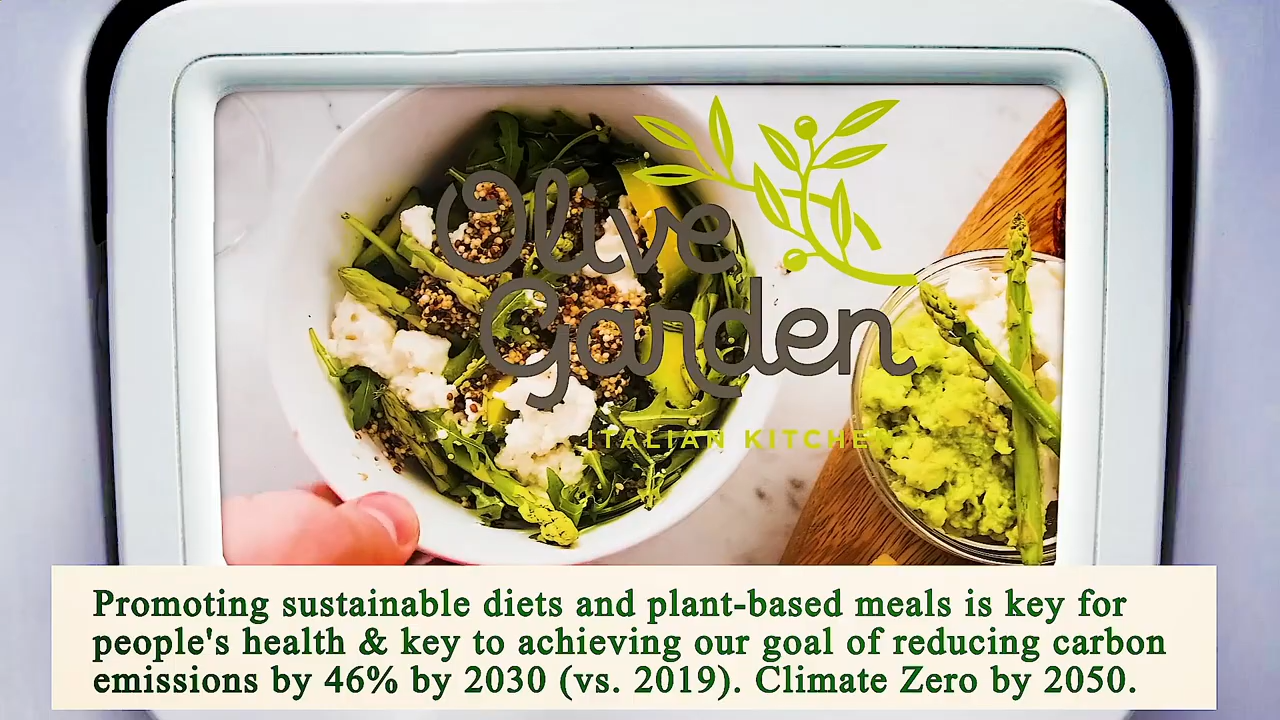 Olive
Garden
ITALIAN KITCHEN
Promoting sustainable diets and plant-based meals is key for
people's health & key to achieving our goal of reducing carbon
emissions by 46% by 2030 (vs. 2019). Climate Zero by 2050.